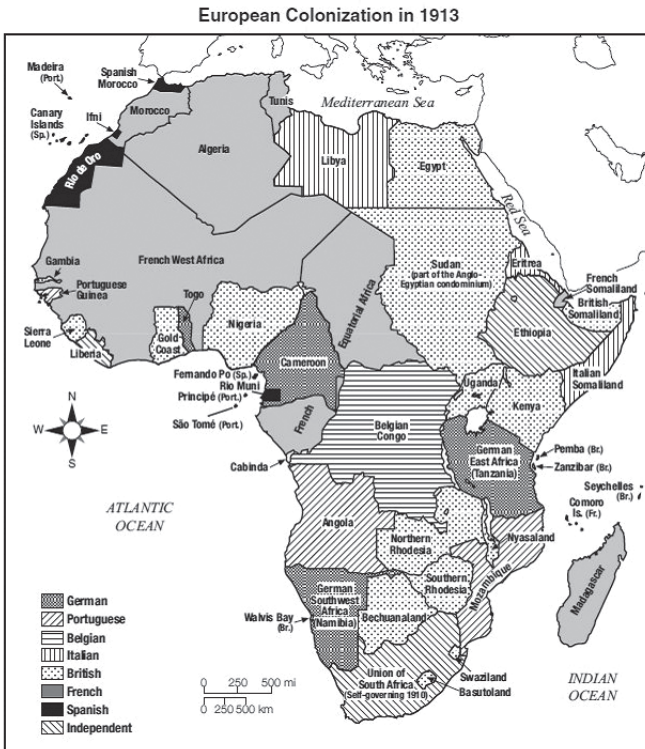 European Colonization in 1913
Madeira
(Port.)
Spanish
Morocco
Canary
Islands
(Sp.)
Ifni
Morocco
Tunis
Mediterranean Sea
Algeria
Libya
Egypt
Río de Oro
Red Sea
Gambia
French West Africa
Portuguese
Guinea
Togo
Sudan
(part of the Anglo-
Egyptian condominium)
Eritrea
French
Somaliland
British
Somaliland
Equatorial Africa
Sierra
Leone
Liberia
Gold
Coast
Nigeria
Ethiopia
Cameroon
Fernando Po (Sp.)
Rio Muni
Principé (Port.)
São Tomé (Port.)
Italian
Somaliland
Uganda
Kenya
French
Belgian
Congo
N
W
E
S
Cabinda
German
East Africa
(Tanzania)
Pemba (Br.)
Zanzibar (Br.)
Seychelles
(Br.)
Comoro
Is. (Fr.)
ATLANTIC
OCEAN
Angola
Nyasaland
Northern
Rhodesia
Southern
Rhodesia
Mozambique
Madagascar
German
Southwest
Africa
(Namibia)
Walvis Bay
(Br.)
Bechuanaland
Union of
South Africa
(Self-governing 1910)
Swaziland
Basutoland
INDIAN
OCEAN
German
Portuguese
Belgian
Italian
British
French
Spanish
Independent
0 250 500 mi
0 250 500 km